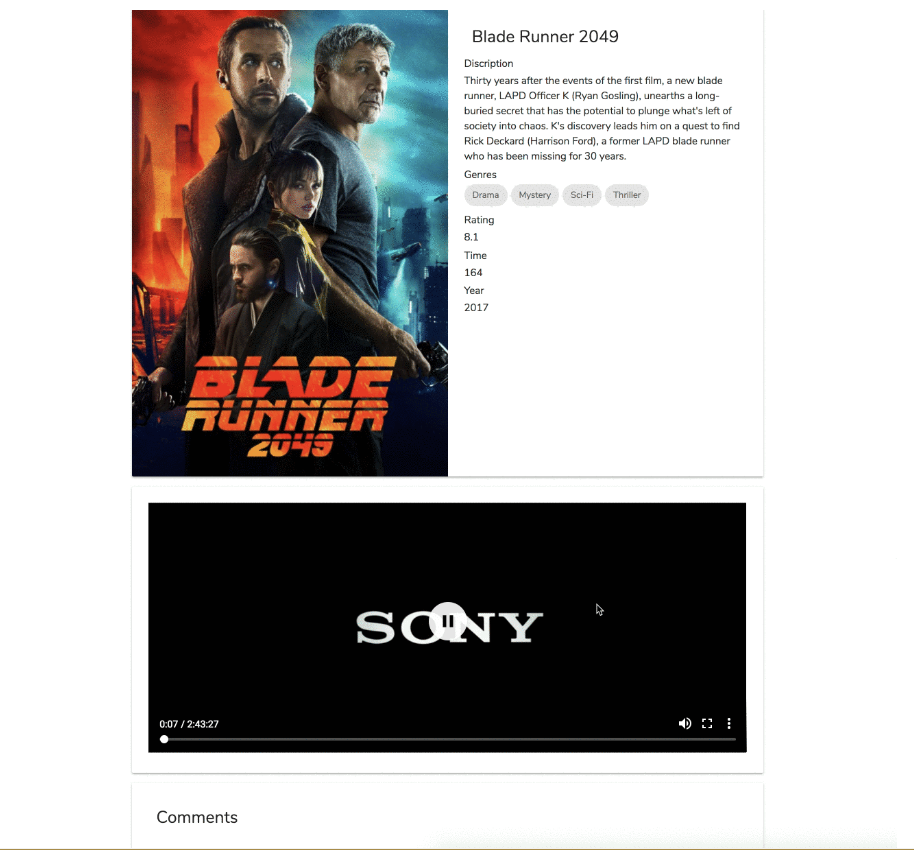 Blade Runner 2049
Discription
Thirty years after the events of the first film, a new blade
runner, LAPD Officer K (Ryan Gosling), unearths a long-
buried secret that has the potential to plunge what's left of
society into chaos. K's discovery leads him on a quest to find
Rick Deckard (Harrison Ford), a former LAPD blade runner
who has been missing for 30 years.
Genres
Drama Mystery Sci-Fi Thriller
Rating
8.1
Time
164
Year
2017
BLADE
RUNNER
2049
SONY
0:07 / 2:43:27
Comments